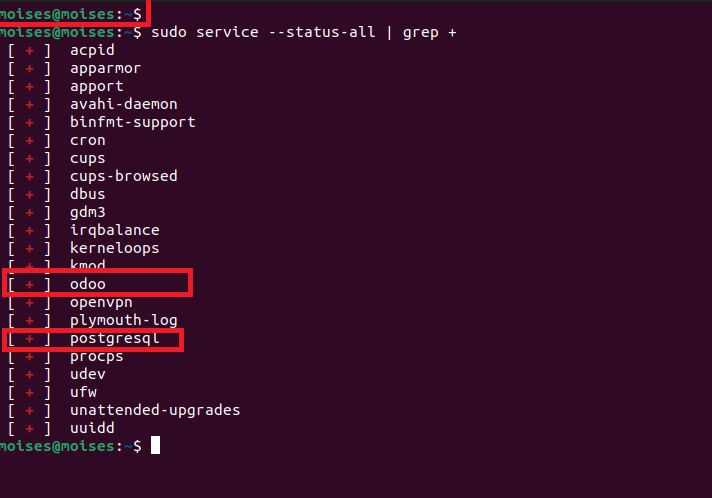 moises@moises:~$
moises@moises:~$ sudo service --status-all | grep +
[ + ]  acpid
[ + ]  apparmor
[ + ]  apport
[ + ]  avahi-daemon
[ + ]  binfmt-support
[ + ]  cron
[ + ]  cups
[ + ]  cups-browsed
[ + ]  dbus
[ + ]  gdm3
[ + ]  irqbalance
[ + ]  kerneloops
[ + ]  kmod
[ + ]  odoo
[ + ]  openvpn
[ + ]  plymouth-log
[ + ]  postgresql
[ + ]  procps
[ + ]  udev
[ + ]  ufw
[ + ]  unattended-upgrades
[ + ]  uuidd
moises@moises:~$